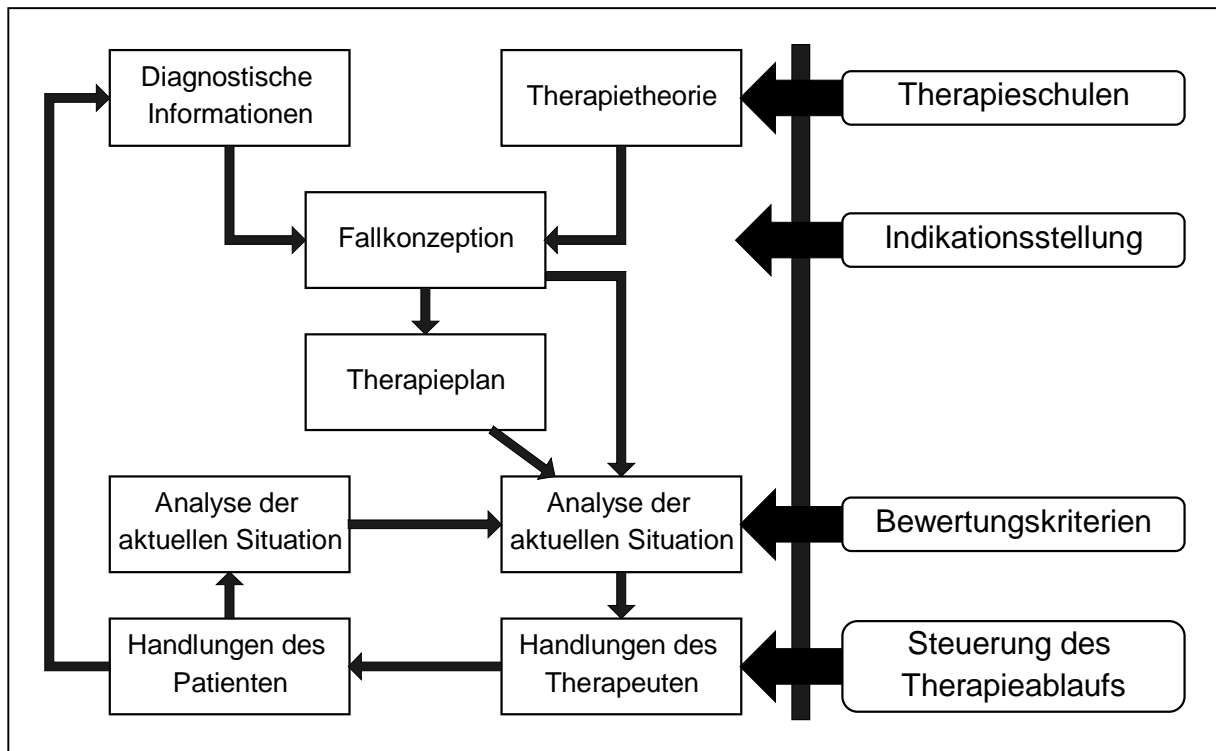 Diagnostische
Informationen
Therapietheorie
Therapieschulen
Fallkonzeption
Indikationsstellung
Therapieplan
Analyse der
aktuellen Situation
Analyse der
aktuellen Situation
Bewertungskriterien
Handlungen des
Patienten
Handlungen des
Therapeuten
Steuerung des
Therapieablaufs